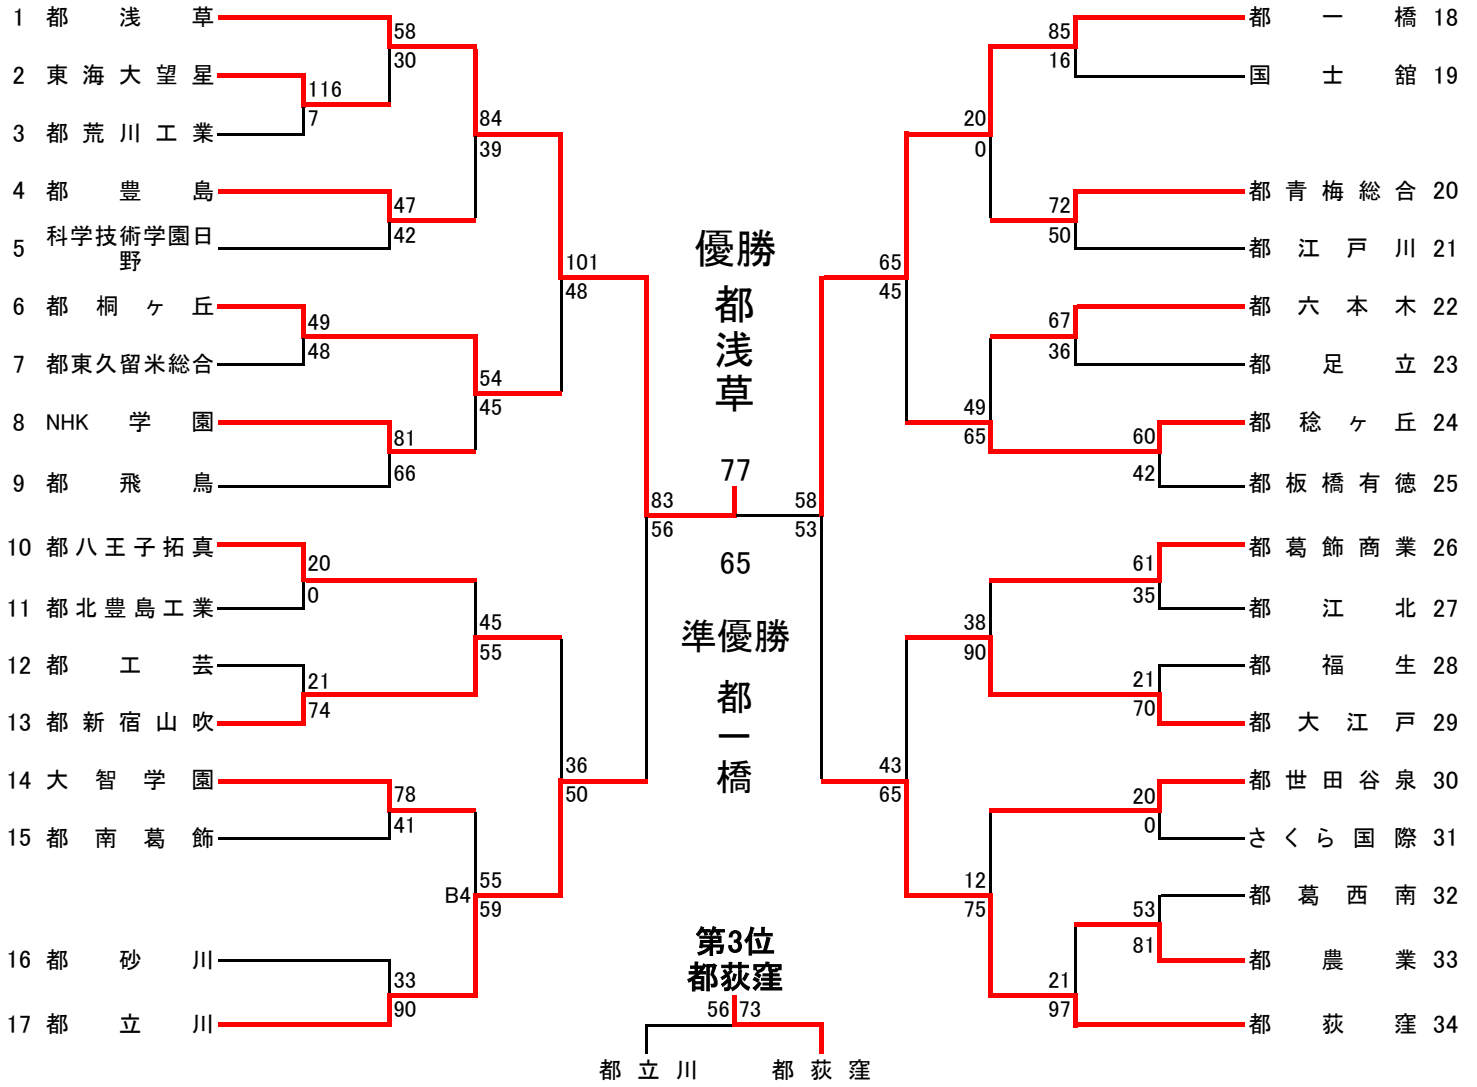 1 都浅草
58
30
2 東海大望星
116
7
3 都荒川工業
84
39
4 都豊島
47
42
5 科学技術学園日
野
101
48
6 都桐ヶ丘
49
48
7 都東久留米総合
54
45
8 NHK学園
81
66
9 都飛鳥
83
56
10 都八王子拓真
20
0
11 都北豊島工業
45
55
12 都工芸
21
74
13 都新宿山吹
36
50
14 大智学園
78
41
15 都南葛飾
B4
55
59
16 都砂川
33
90
17 都立川
優勝
都浅草
77
65
準優勝
都一橋
第3位
都荻窪
56
73
都立川
都荻窪
都一橋 18
85
16
国士舘 19
20
0
都青梅総合 20
72
50
都江戸川 21
65
45
都六本木 22
67
36
都足立 23
49
65
都稔ヶ丘 24
60
42
都板橋有徳 25
58
53
都葛飾商業 26
61
35
都江北 27
38
90
都福生 28
21
70
都大江戸 29
43
65
都世田谷泉 30
20
0
さくら国際 31
12
75
都葛西南 32
53
81
都農業 33
21
97
都荻窪 34